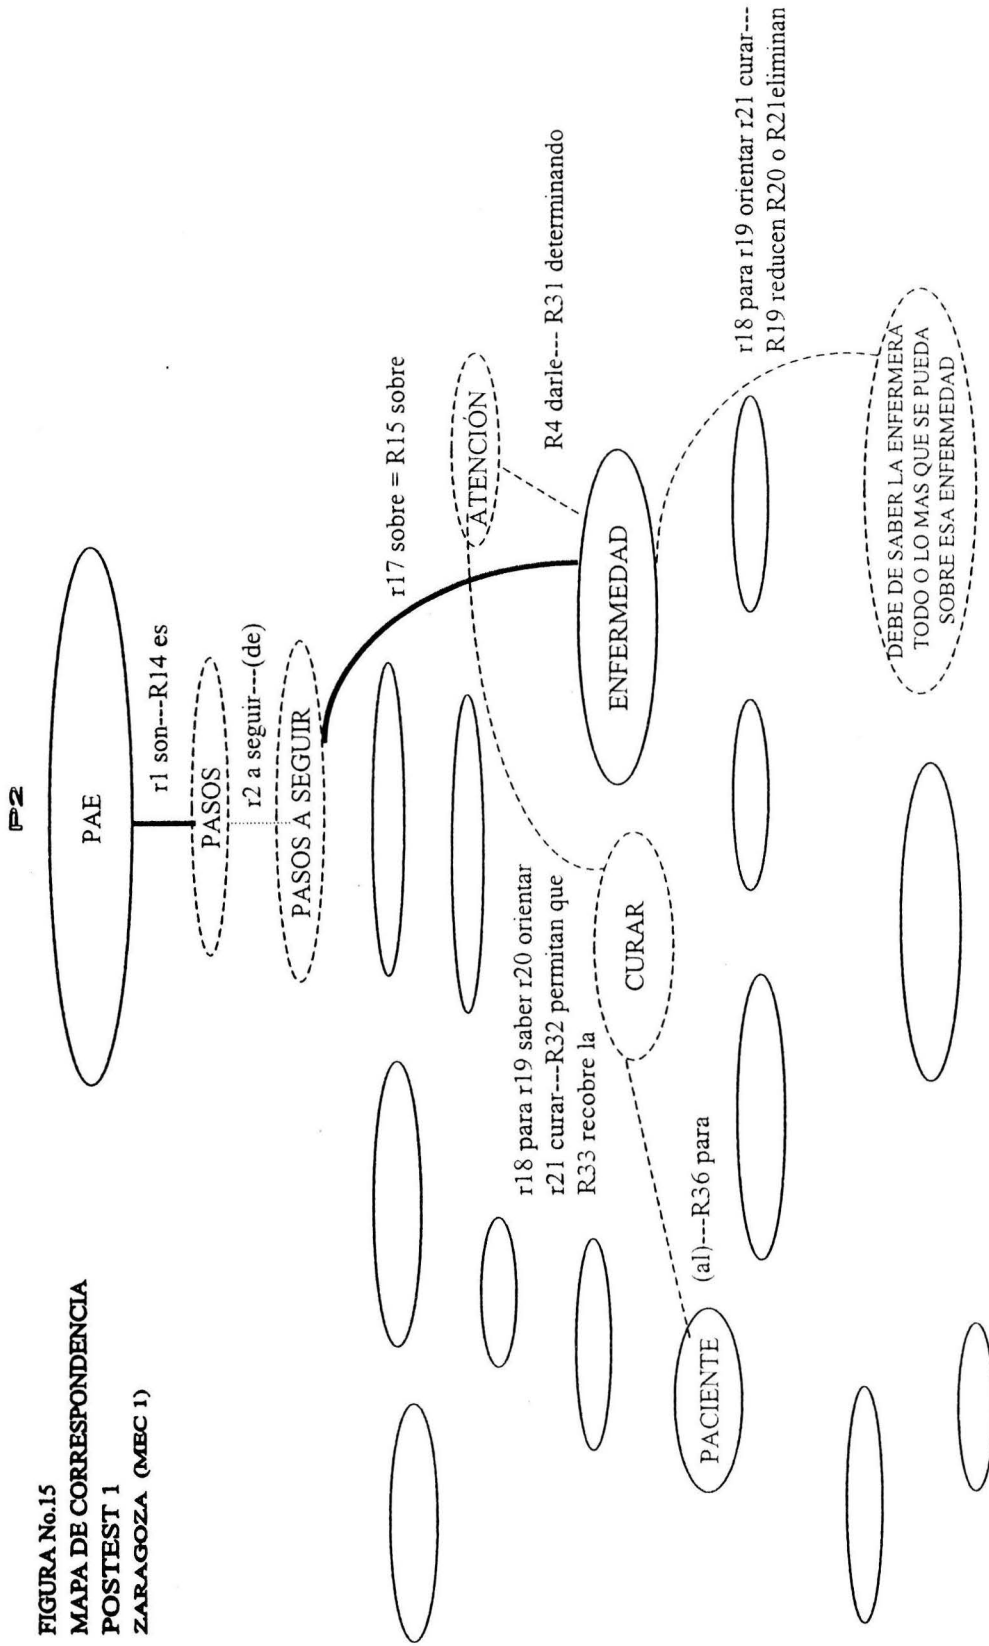 FIGURA No.15
MAPA DE CORRESPONDENCIA
POSTEST 1
ZARAGOZA (MEC 1)
P2
PAE
r1 son---R14 es
PASOS
r2 a seguir---(de)
PASOS A SEGUIR
r17 sobre = R15 sobre
ATENCIÓN
R4 darle--- R31 determinando
r18 para r19 saber r20 orientar
r21 curar---R32 permitan que
R33 recobre la
CURAR
ENFERMEDAD
(al)---R36 para
PACIENTE
r18 para r19 orientar r21 curar---
R19 reducen R20 o R21eliminan
DEBE DE SABER LA ENFERMERA
TODO O LO MAS QUE SE PUEDA
SOBRE ESA ENFERMEDAD